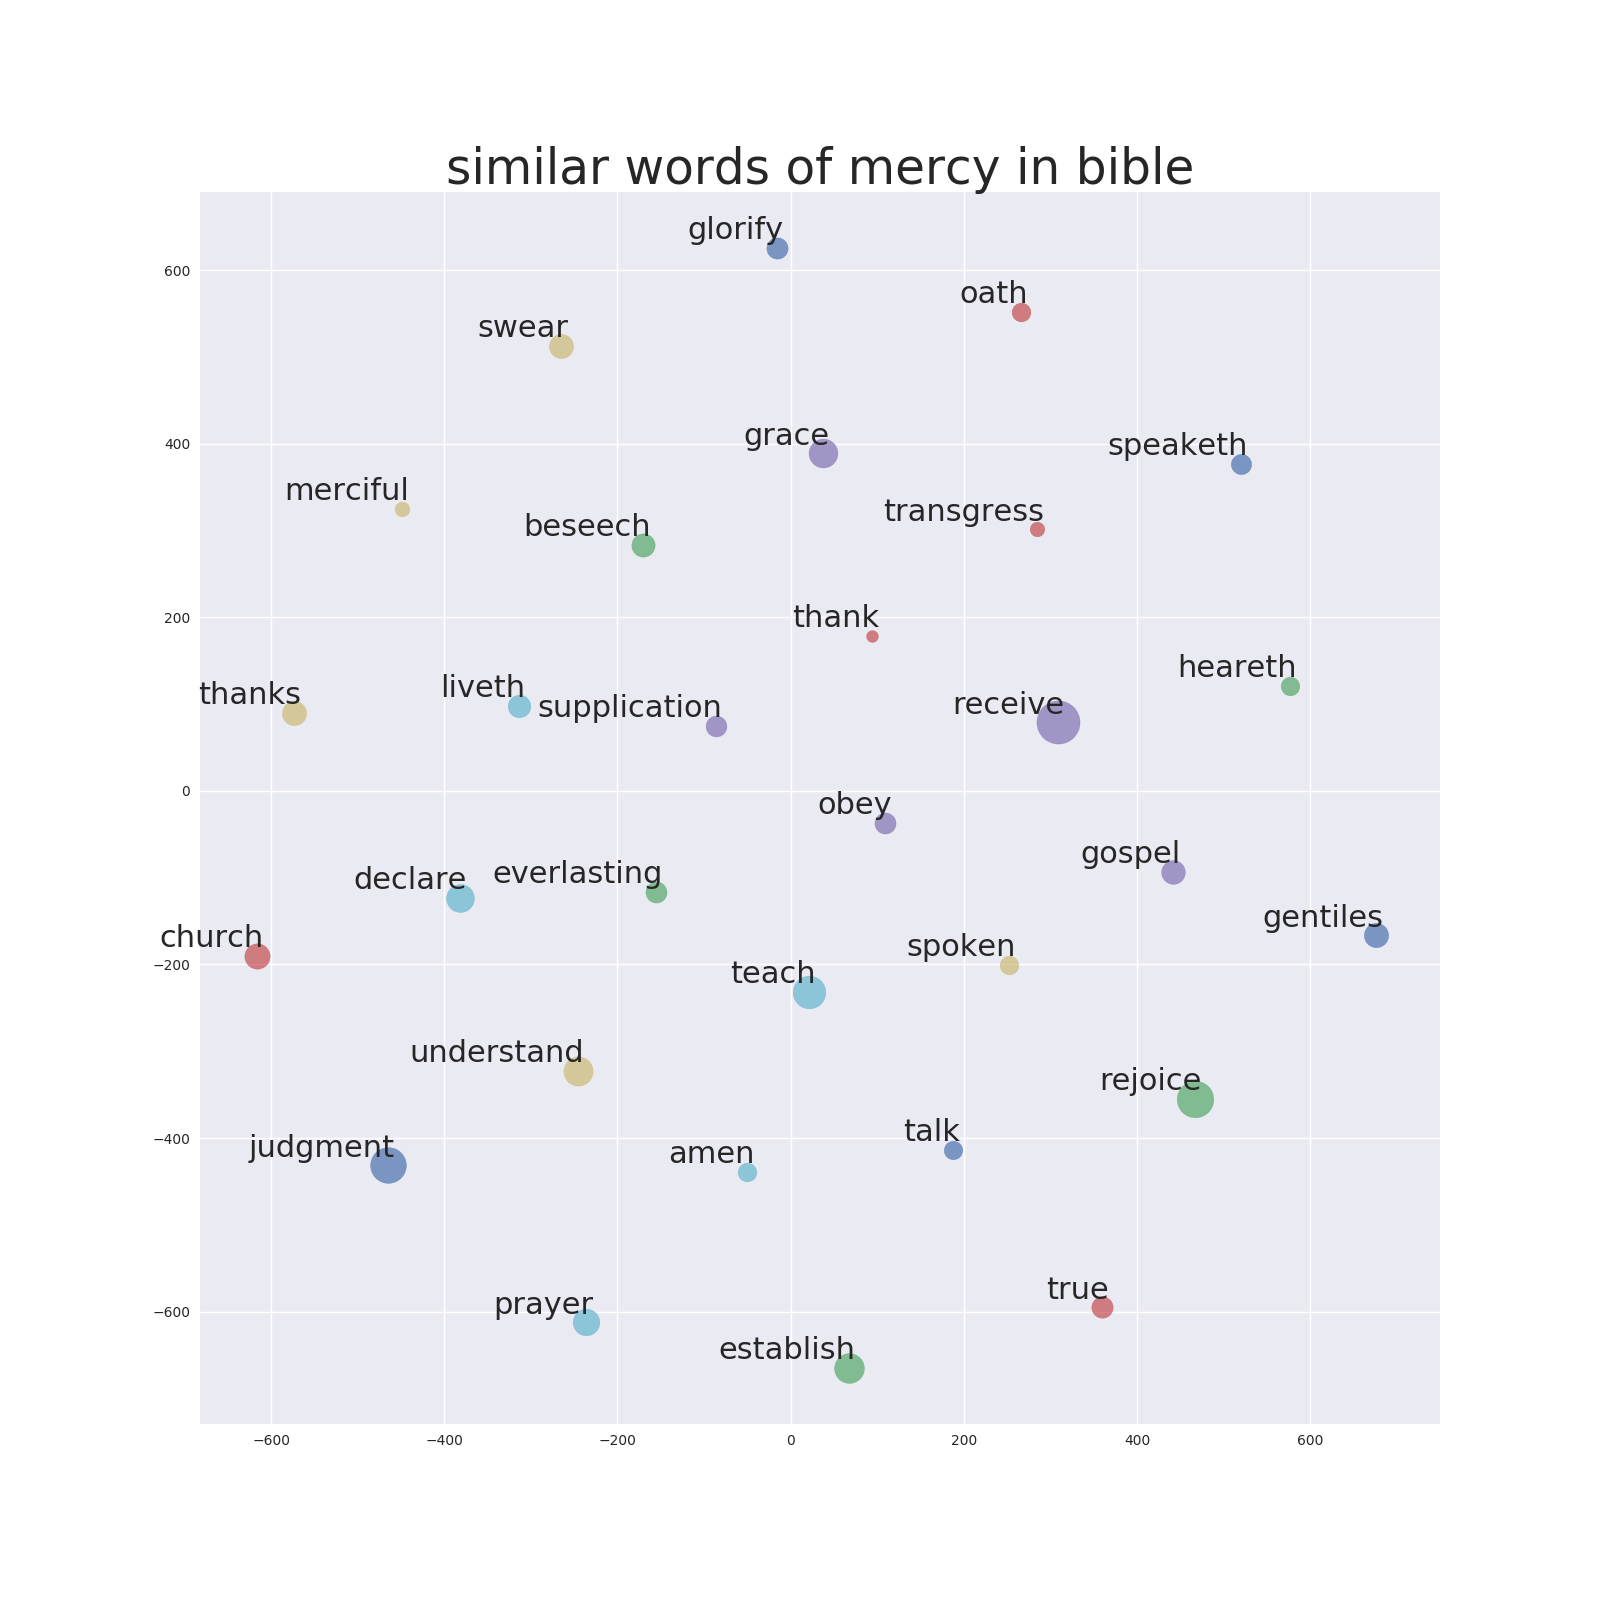 similar words of mercy in bible
glorify
600
oath
swear
grace
400
speaketh
merciful
transgress
beseech
thank
200
heareth
liveth
thanks
receive
supplication
0
obey
gospel
everlasting
declare
gentiles
church
spoken
−200
teach
understand
rejoice
talk
−400
judgment
amen
true
prayer
−600
establish
−600
−400
−200
0
200
400
600